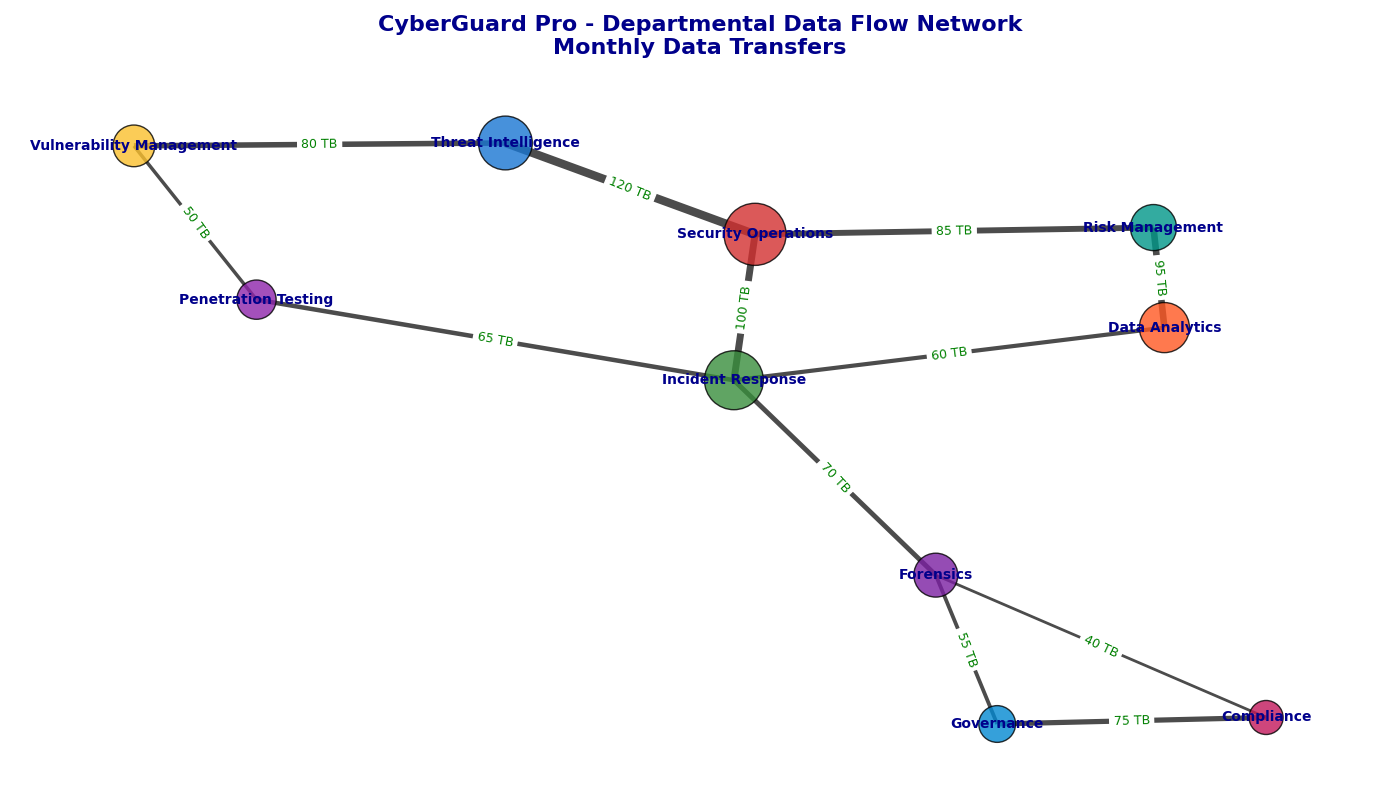 CyberGuard Pro - Departmental Data Flow Network
Monthly Data Transfers
Vulnerability Management
80 TB
Threat Intelligence
120 TB
50 TB
Security Operations
85 TB
Risk Management
95 TB
Penetration Testing
100 TB
65 TB
60 TB
Data Analytics
Incident Response
70 TB
Forensics
55 TB
40 TB
Governance
75 TB
Compliance